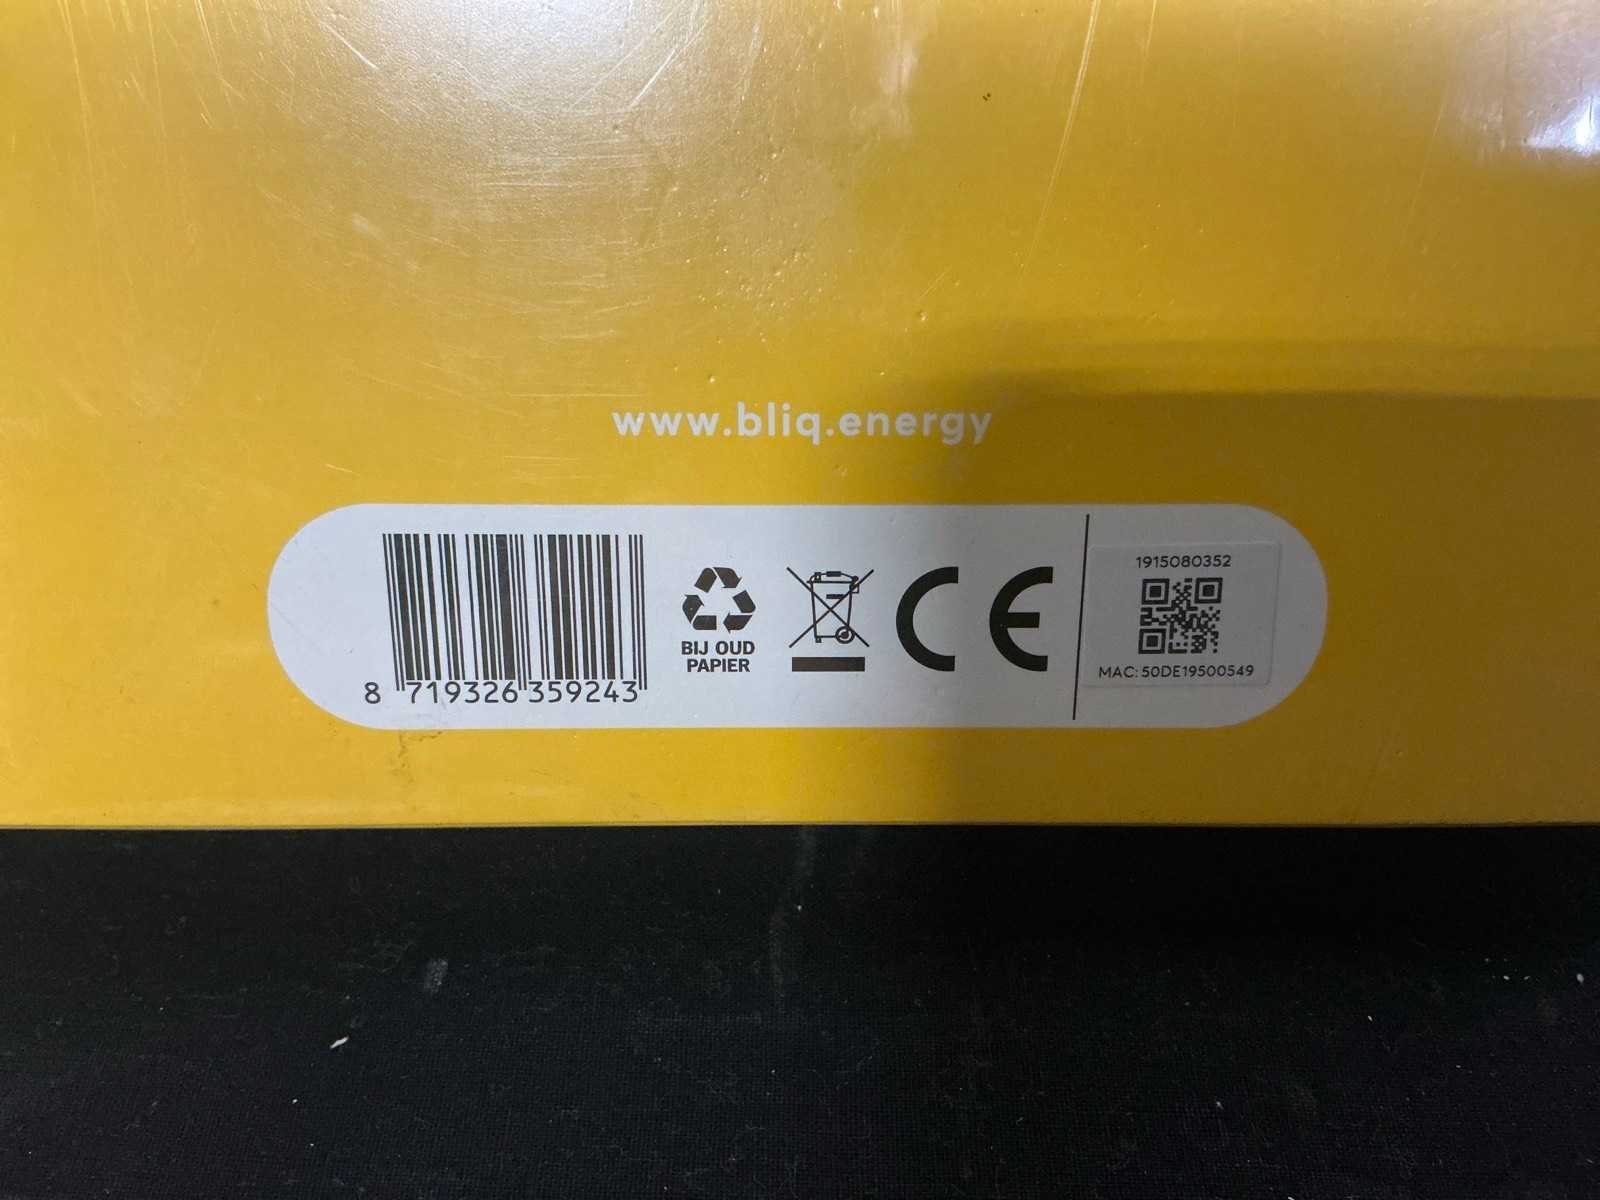 www.bliq.energy
8 719326 359243
BIJ OUD
PAPIER
CE
1915080352
MAC: 50DE19500549